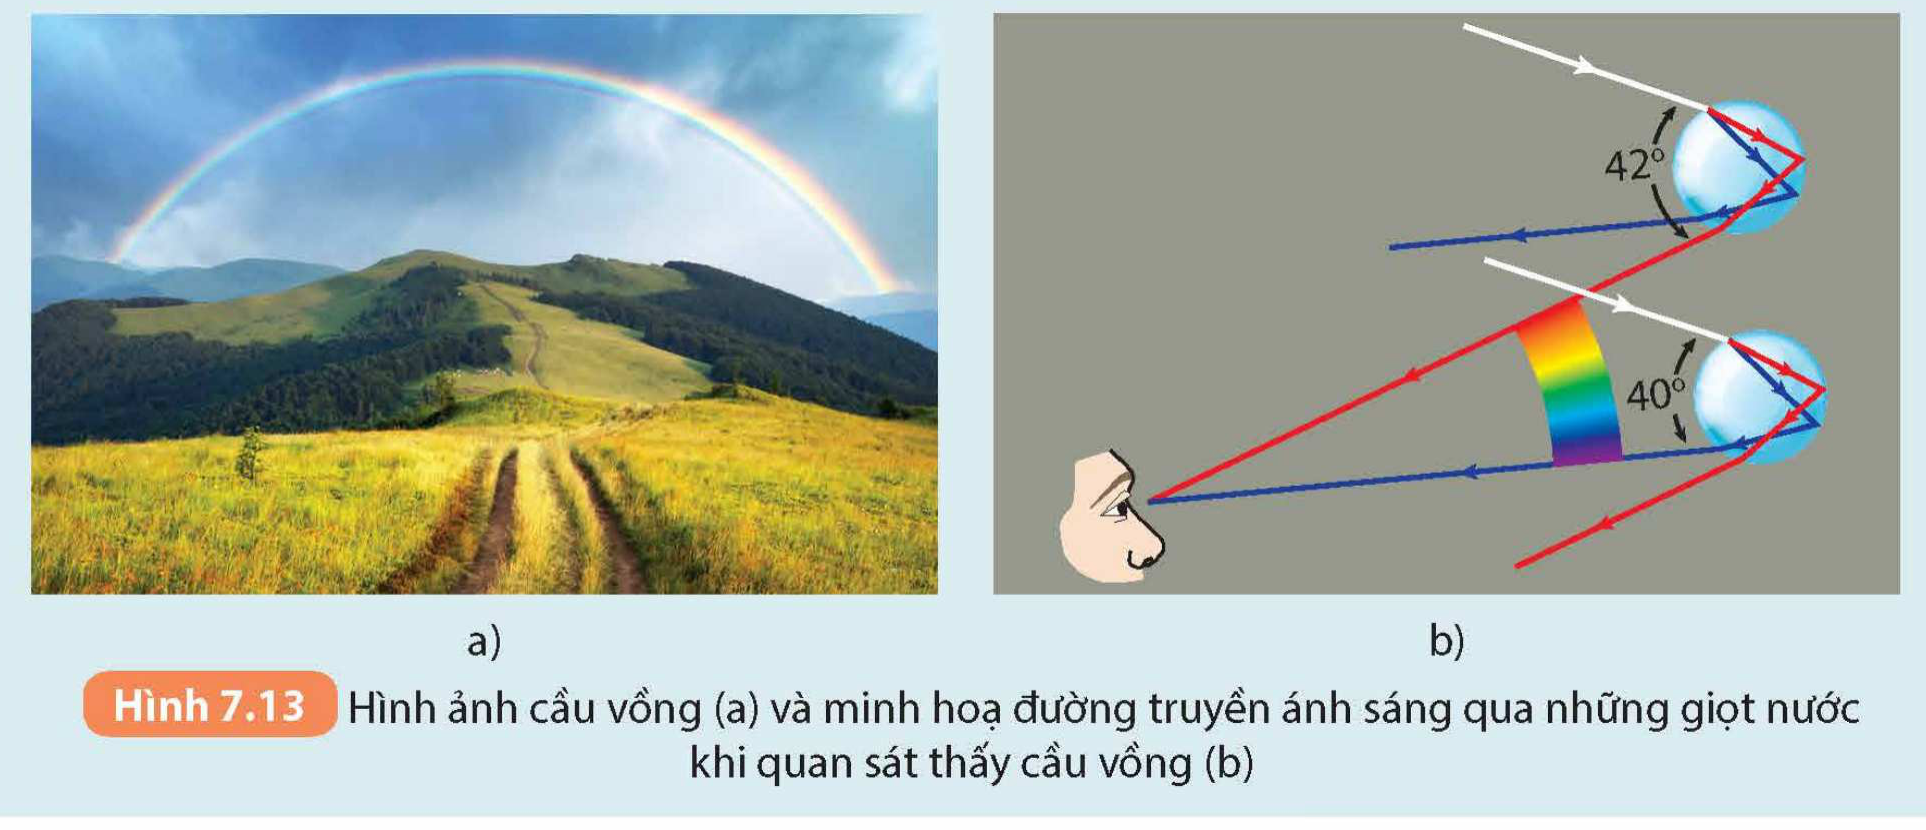 42°
40°
a)
b)
Hình 7.13 Hình ảnh cầu vồng (a) và minh hoạ đường truyền ánh sáng qua những giọt nước
khi quan sát thấy cầu vồng (b)